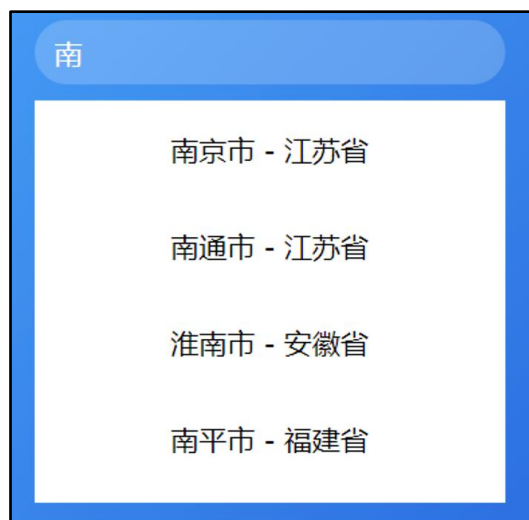 南
南京市 - 江苏省
南通市 - 江苏省
淮南市 - 安徽省
南平市 - 福建省